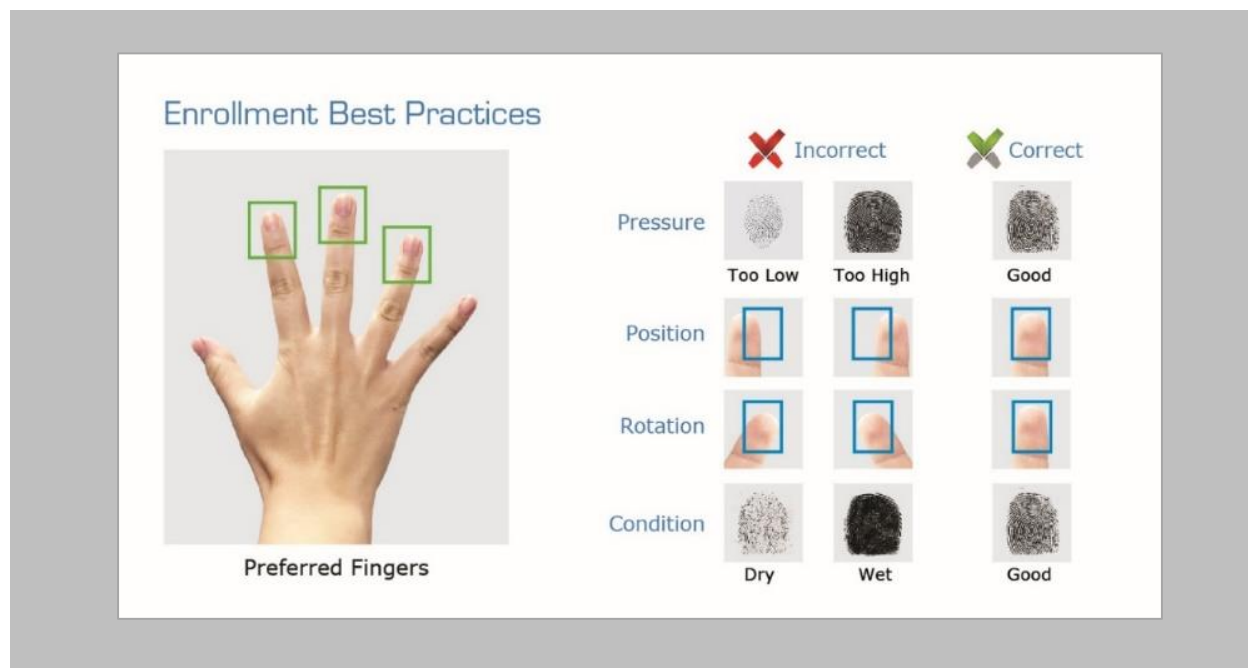 Enrollment Best Practices
Incorrect
Correct
Pressure
Too Low
Too High
Good
Position
Rotation
Condition
Dry
Wet
Good
Preferred Fingers